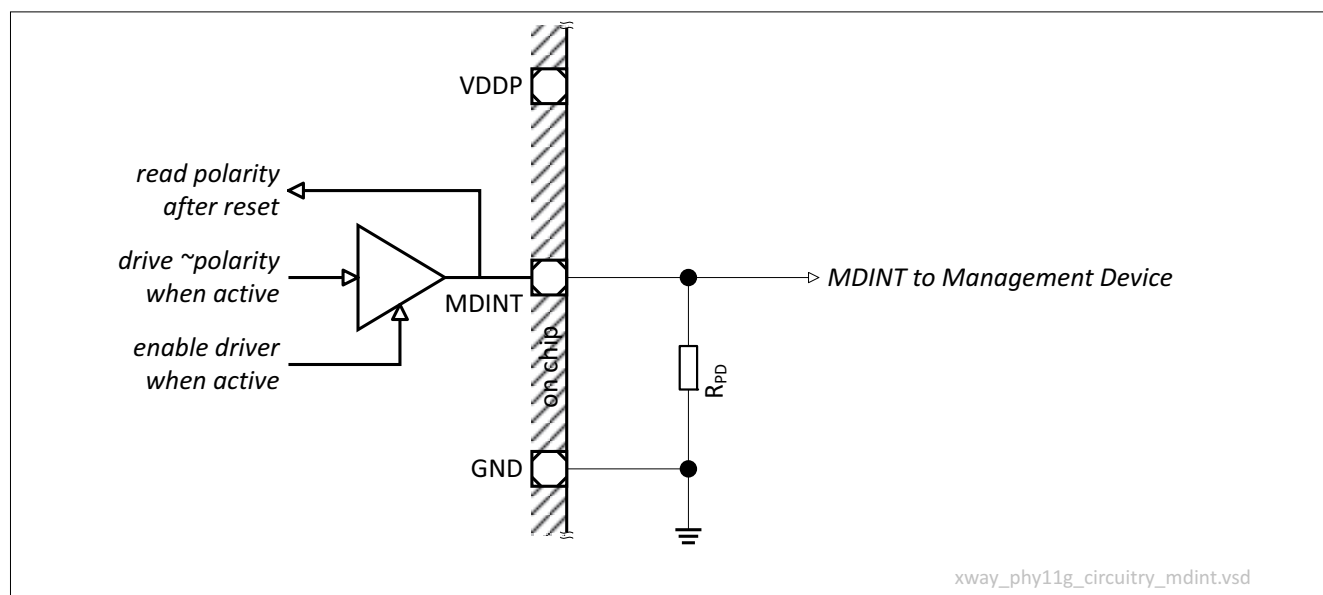 VDDP
read polarity
after reset
drive ~polarity
when active
MDINT
MDINT to Management Device
enable driver
when active
on chip
RPD
GND
xway_phy11g_circuitry_mdint.vsd